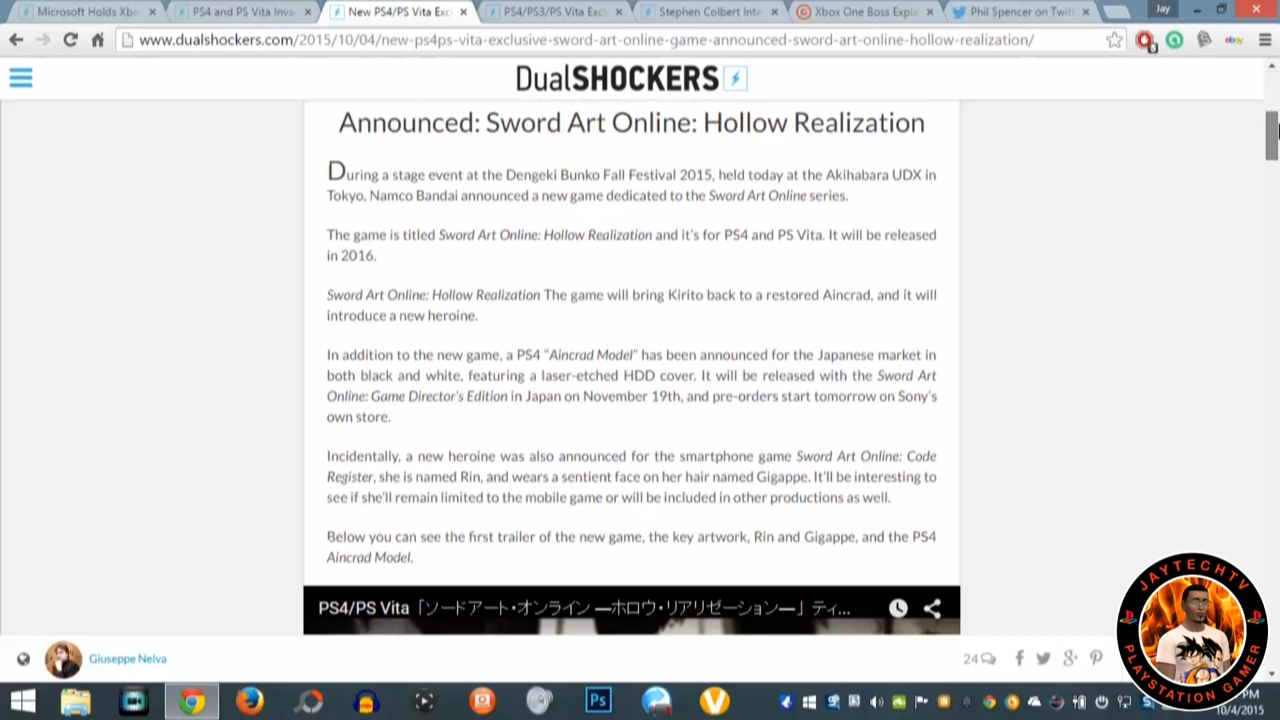 Microsoft Holds Xbo
PS4 and PS Vita Inva
New PS4/PS Vita Excl
PS4/PS3/PS Vita Excl
Stephen Colbert Inte
Xbox One Boss Expla
Phil Spencer on Twitt
Jay
www.dualshockers.com/2015/10/04/new-ps4ps-vita-exclusive-sword-art-online-game-announced-sword-art-online-hollow-realization/
ebay
DualSHOCKERS
Announced: Sword Art Online: Hollow Realization
During a stage event at the Dengeki Bunko Fall Festival 2015, held today at the Akihabara UDX in
Tokyo, Namco Bandai announced a new game dedicated to the Sword Art Online series.
The game is titled Sword Art Online: Hollow Realization and it's for PS4 and PS Vita. It will be released
in 2016.
Sword Art Online: Hollow Realization The game will bring Kirito back to a restored Aincrad, and it will
introduce a new heroine.
In addition to the new game, a PS4 "Aincrad Model" has been announced for the Japanese market in
both black and white, featuring a laser-etched HDD cover. It will be released with the Sword Art
Online: Game Director's Edition in Japan on November 19th, and pre-orders start tomorrow on Sony's
own store.
Incidentally, a new heroine was also announced for the smartphone game Sword Art Online: Code
Register, she is named Rin, and wears a sentient face on her hair named Gigappe. It'll be interesting to
see if she'll remain limited to the mobile game or will be included in other productions as well.
Below you can see the first trailer of the new game, the key artwork, Rin and Gigappe, and the PS4
Aincrad Model.
PS4/PS Vita「ソードアート・オンライン ―ホロウ・リアリゼーション―」ティ...
Giuseppe Nelva
24
JAYTECHTV
PLAYSTATION GAMER
Ps
PM
10/4/2015